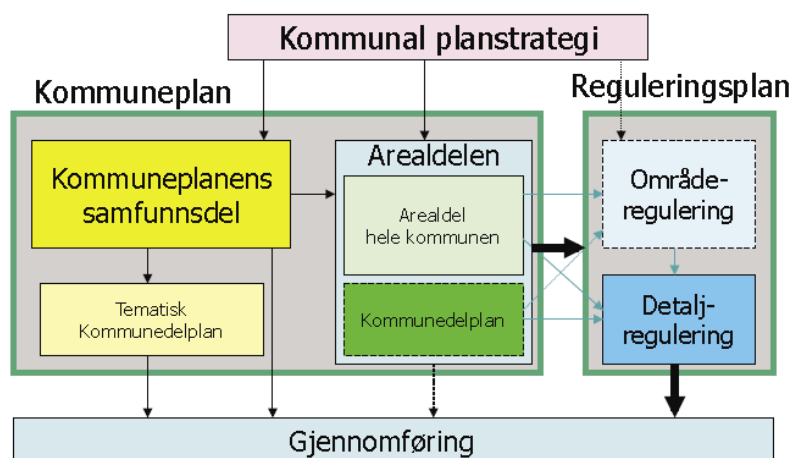 Kommunal planstrategi
Kommuneplan
Reguleringsplan
Kommuneplanens
samfunnsdel
Arealdelen
Arealdel
hele kommunen
Område-
regulering
Tematisk
Kommunedelplan
Kommunedelplan
Detalj-
regulering
Gjennomføring